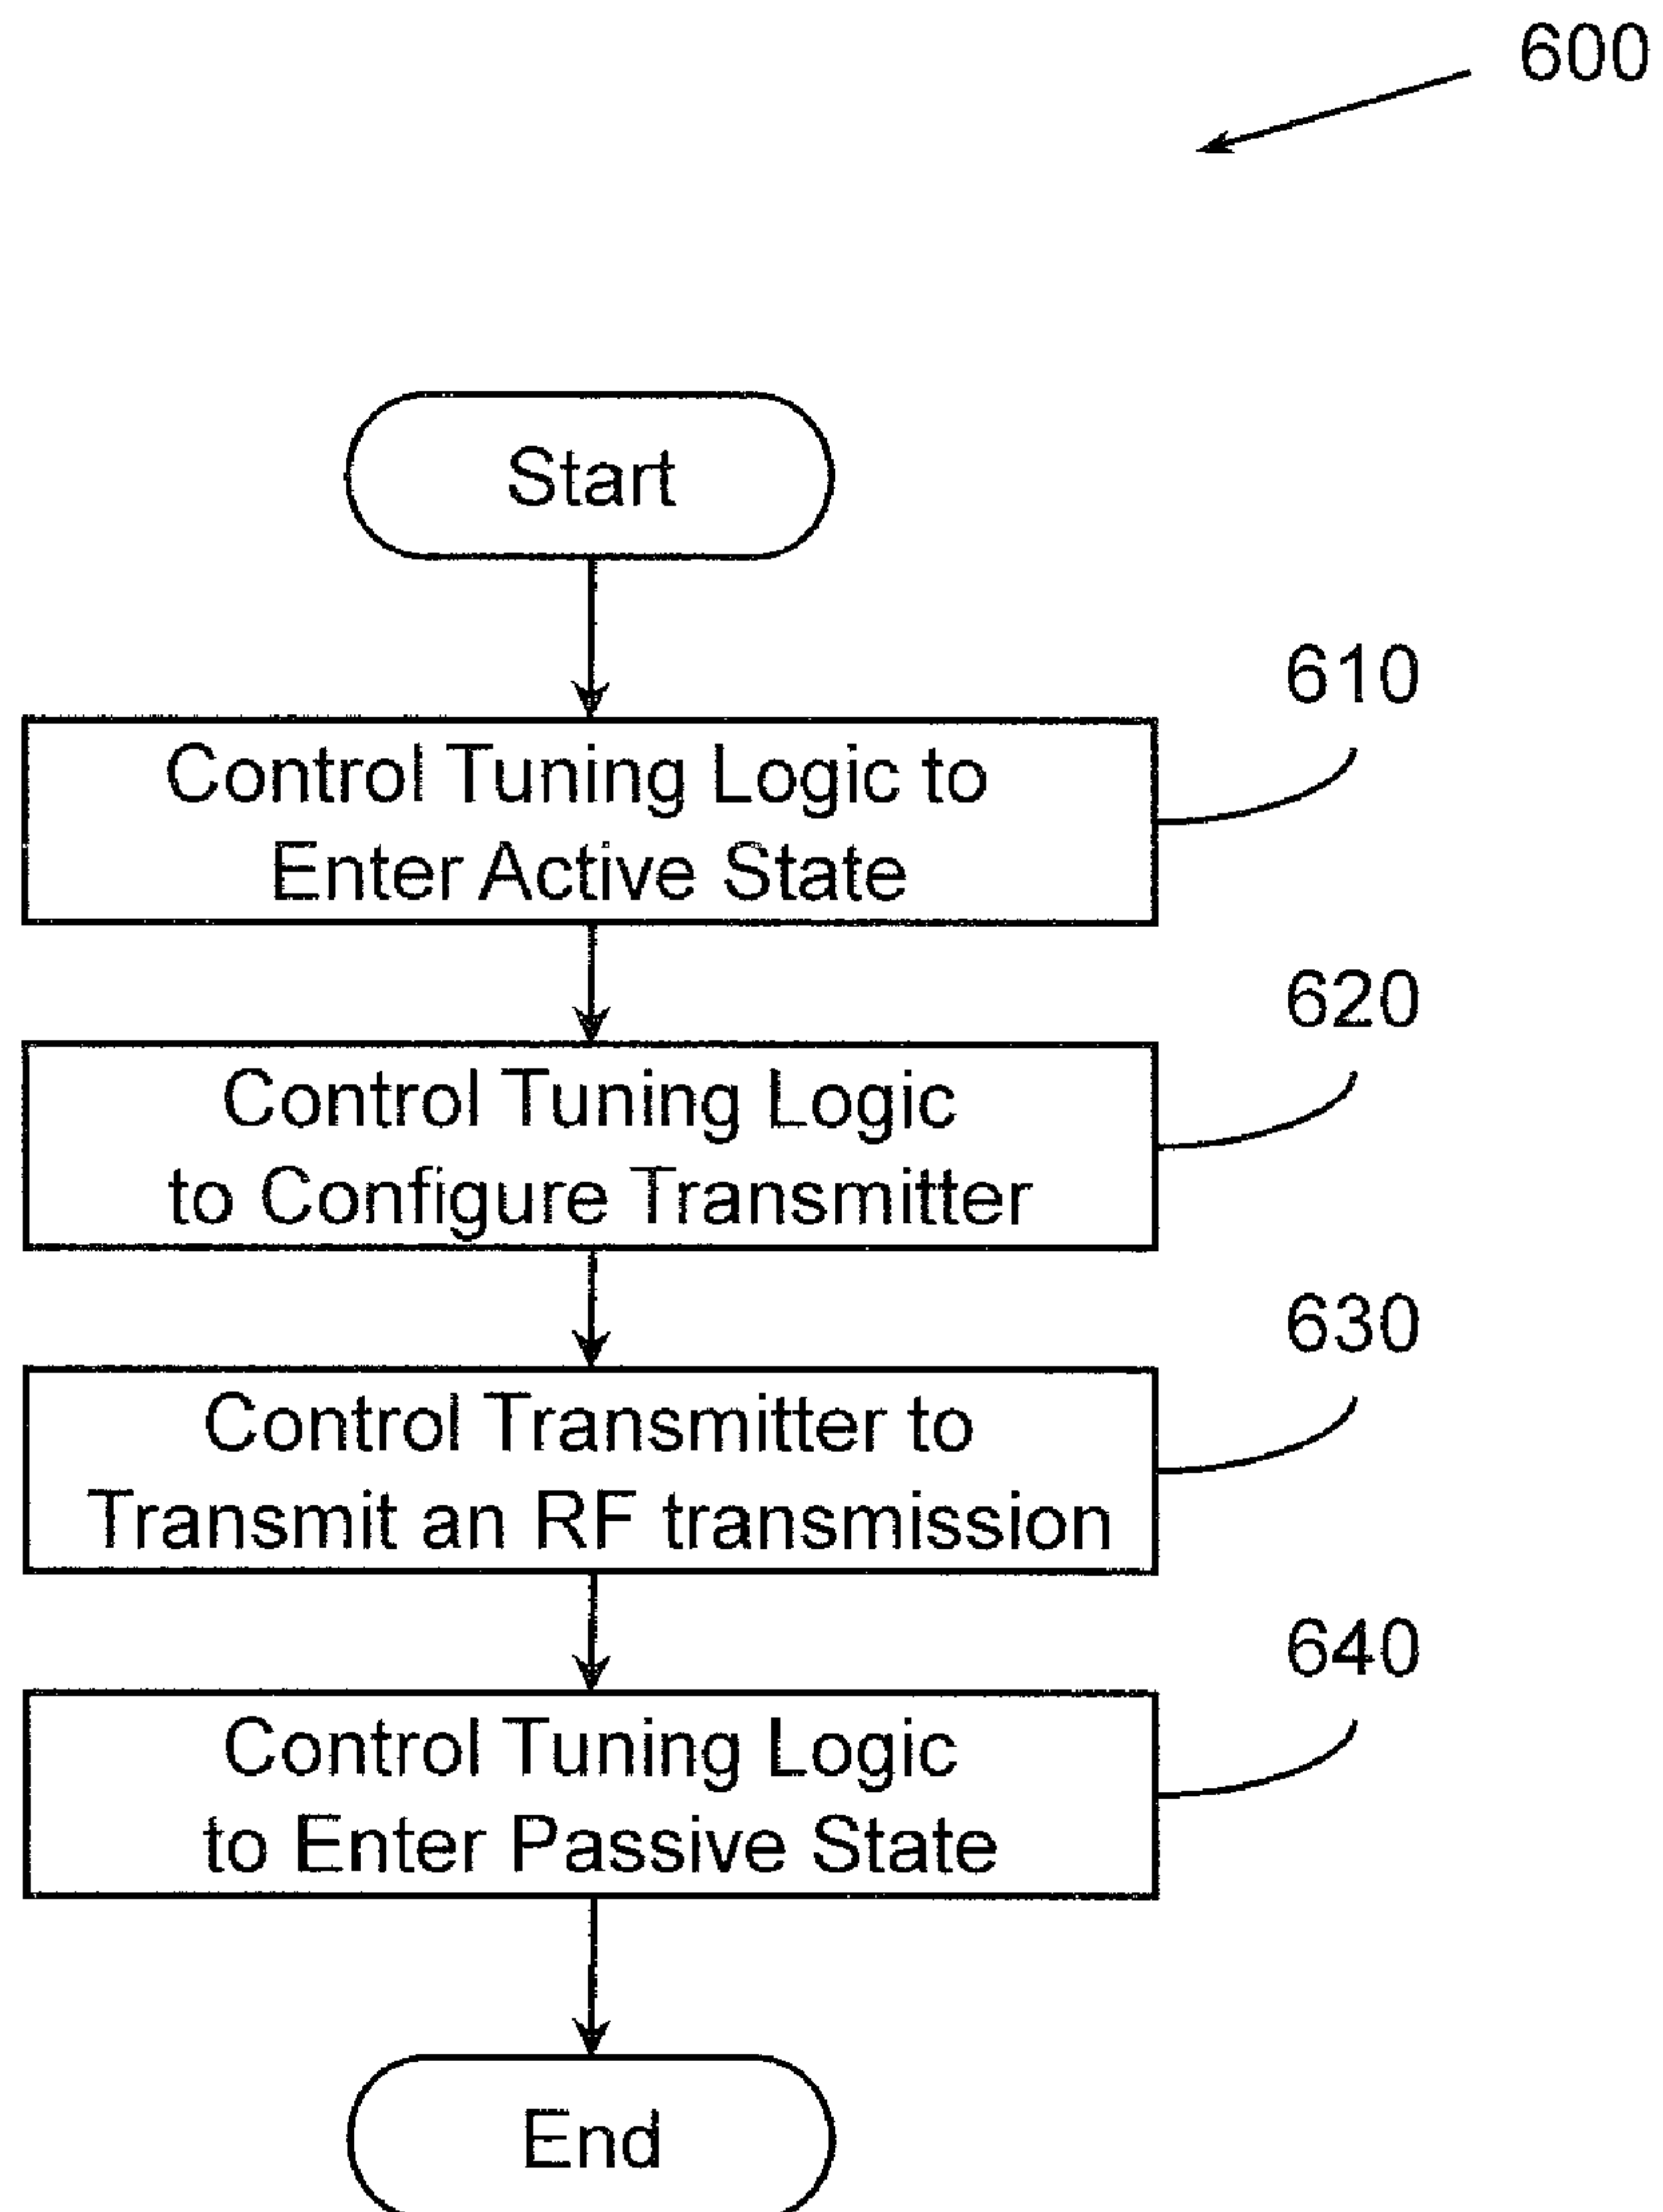 600
Start
610
Control Tuning Logic to
Enter Active State
620
Control Tuning Logic
to Configure Transmitter
630
Control Transmitter to
Transmit an RF transmission
640
Control Tuning Logic
to Enter Passive State
End